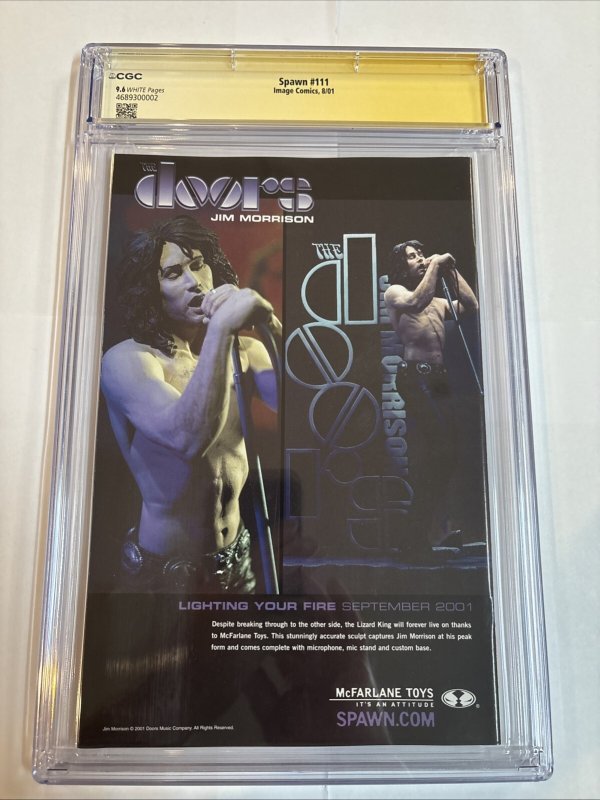 CGC
9.6 WHITE Pages
4689300002
Spawn #111
Image Comics, 8/01
THE
doors
JIM MORRISON
THE
doors
JIM MORRISON
LIGHTING YOUR FIRE SEPTEMBER 2001
Despite breaking through to the other side, the Lizard King will forever live on thanks
to McFarlane Toys. This stunningly accurate sculpt captures Jim Morrison at his peak
form and comes complete with microphone, mic stand and custom base.
McFARLANE TOYS
IT'S AN ATTITUDE
SPAWN.COM
Jim Morrison © 2001 Doors Music Company. All Rights Reserved.